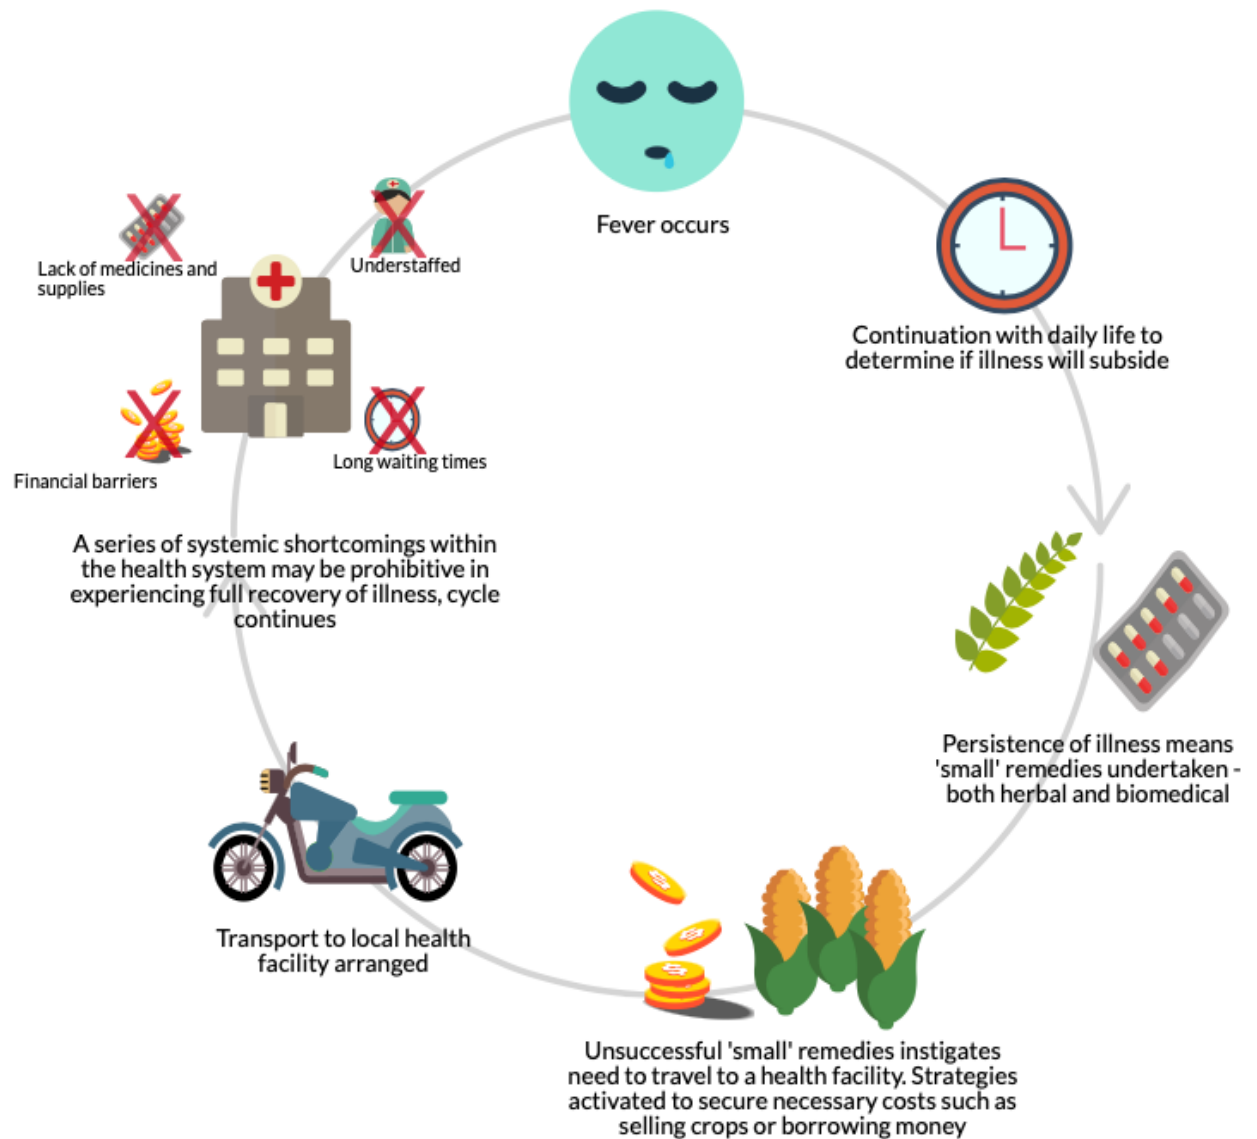 Fever occurs
Continuation with daily life to
determine if illness will subside
Persistence of illness means
'small' remedies undertaken -
both herbal and biomedical
Unsuccessful 'small' remedies instigates
need to travel to a health facility. Strategies
activated to secure necessary costs such as
selling crops or borrowing money
Transport to local health
facility arranged
Lack of medicines and
supplies
Understaffed
Financial barriers
Long waiting times
A series of systemic shortcomings within
the health system may be prohibitive in
experiencing full recovery of illness, cycle
continues